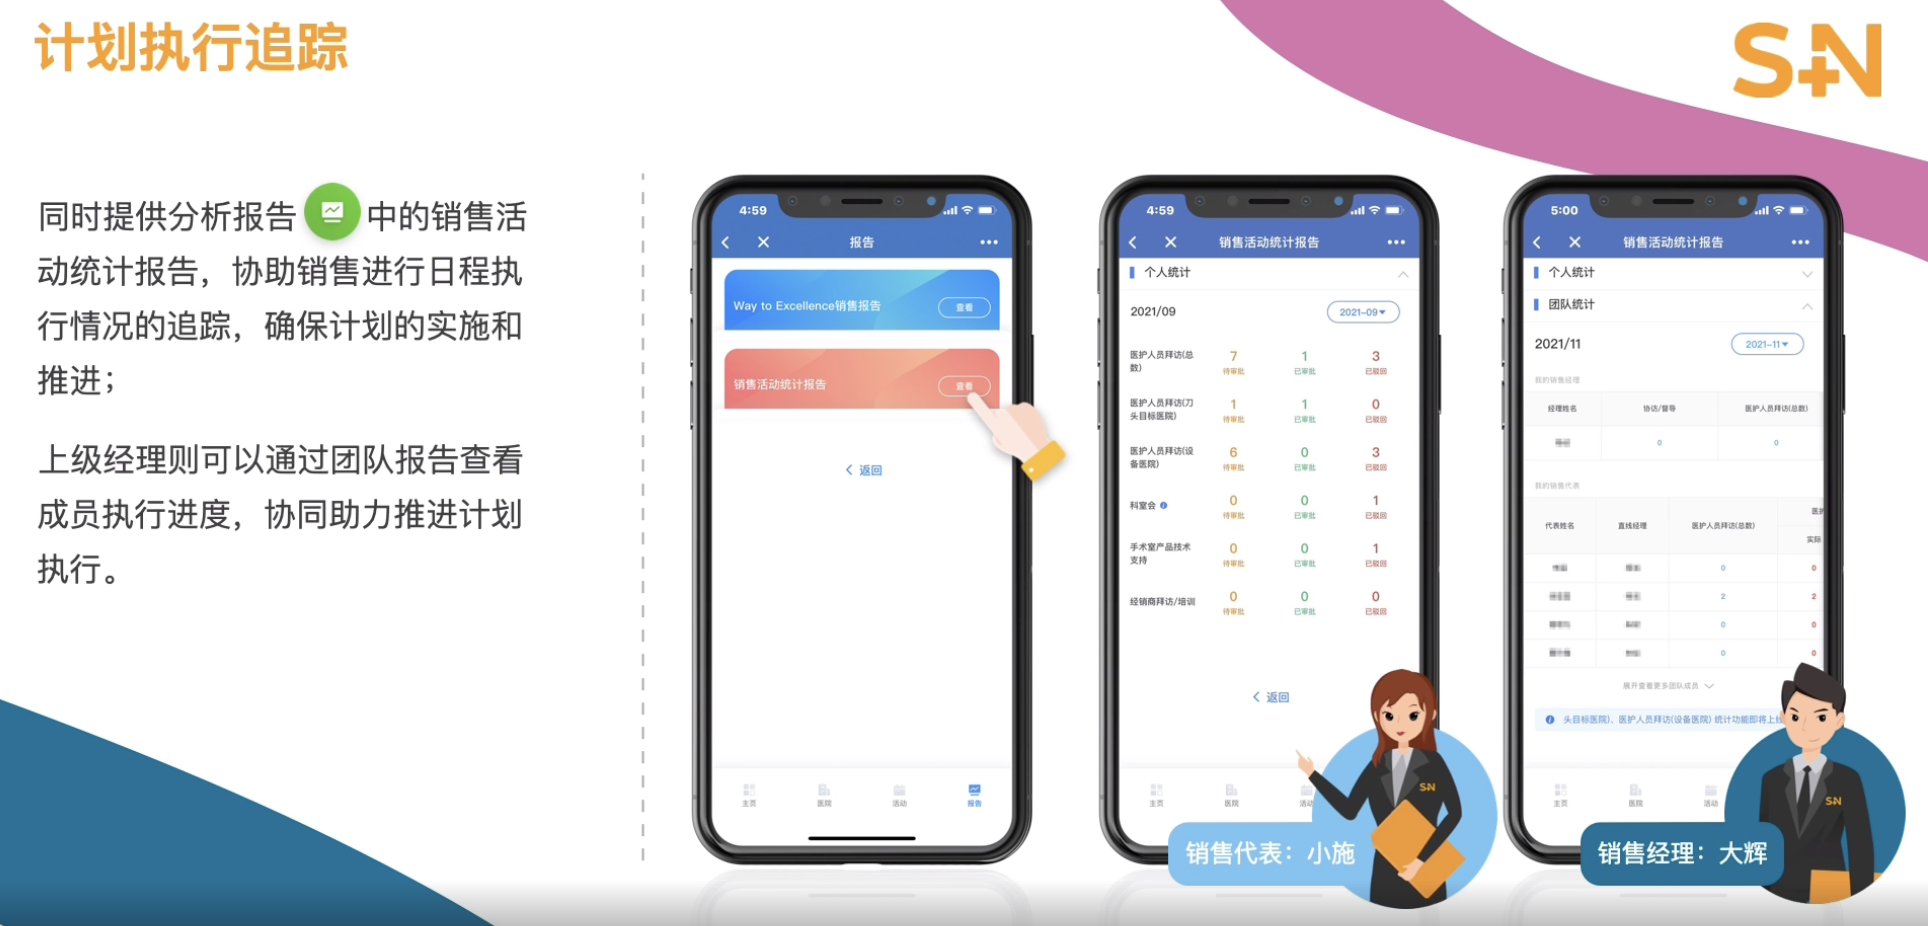 计划执行追踪
S+N
同时提供分析报告 中的销售活
动统计报告，协助销售进行日程执
行情况的追踪，确保计划的实施和
推进；
上级经理则可以通过团队报告查看
成员执行进度，协同助力推进计划
执行。
4:59
报告
Way to Excellence销售报告
查看
销售活动统计报告
查看
返回
主页
医院
活动
报告
4:59
销售活动统计报告
个人统计
2021/09
2021-09
医护人员拜访(总
数)
7 1 3
待审批 已审批 已驳回
医护人员拜访(刀
头目标医院)
1 1 0
待审批 已审批 已驳回
医护人员拜访(设
备医院)
6 0 3
待审批 已审批 已驳回
科室会
0 0 1
待审批 已审批 已驳回
手术室产品技术
支持
0 0 1
待审批 已审批 已驳回
经销商拜访/培训
0 0 0
待审批 已审批 已驳回
返回
主页
医院
活动
S+N
销售代表：小施
5:00
销售活动统计报告
个人统计
团队统计
2021/11
2021-11
我的销售经理
经理姓名 协访/督导 医护人员拜访(总数)
0 0
我的销售代表
代表姓名 直线经理 医护人员拜访(总数) 医护
实际
0 0
2 2
0 0
0 0
展开查看更多团队成员
头目标医院)、医护人员拜访(设备医院) 统计功能即将上线
主页
医院
活动
S+N
销售经理：大辉